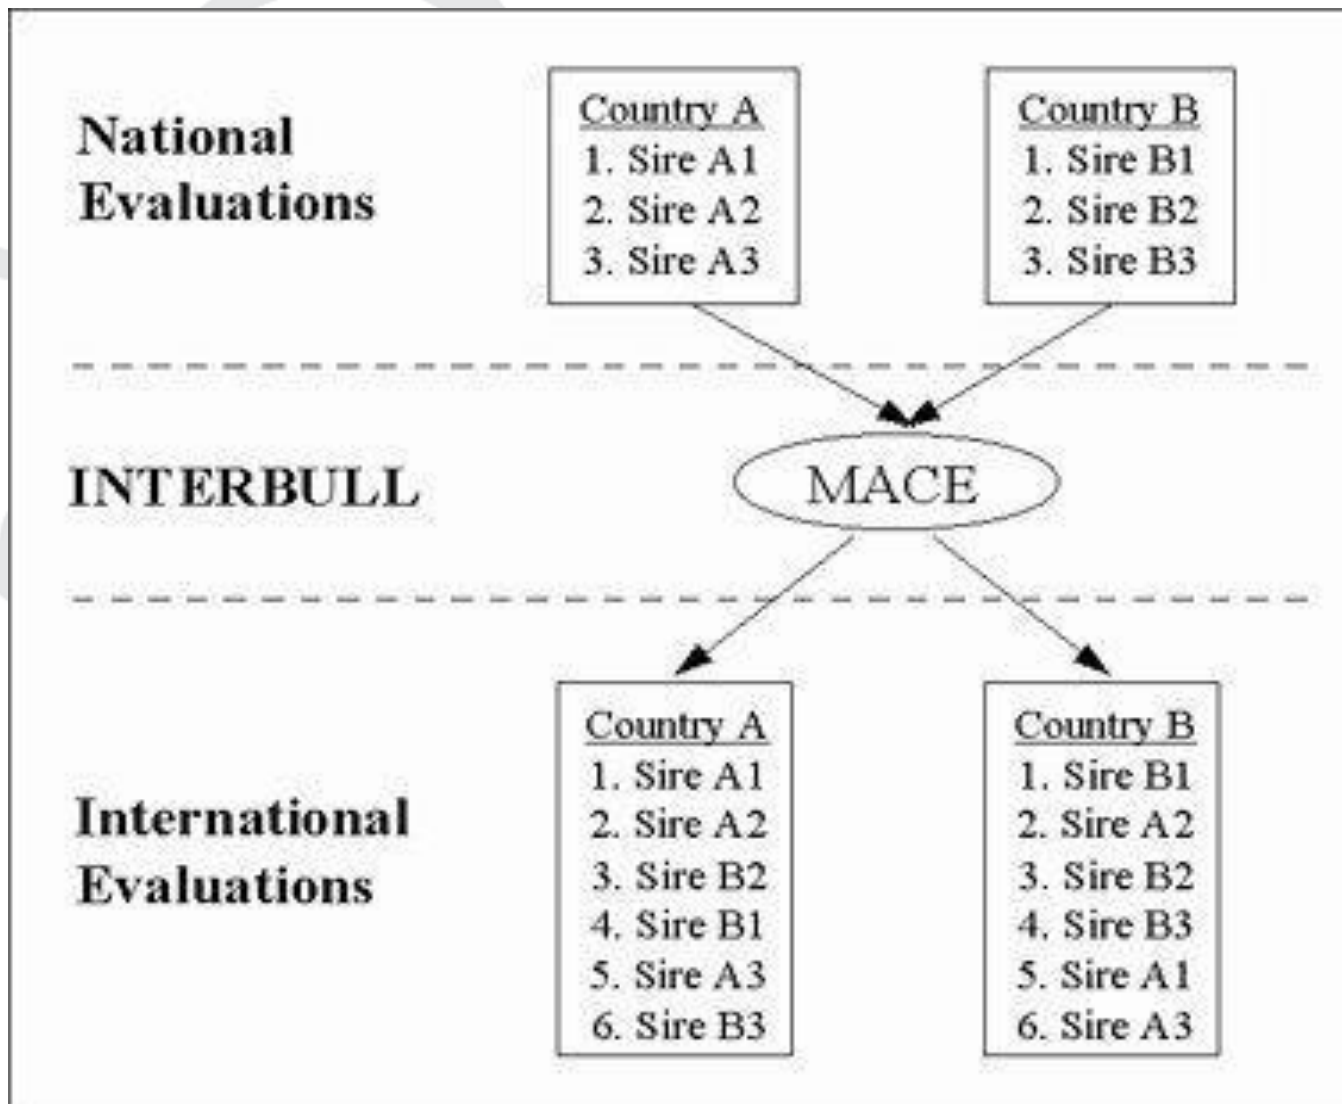 National
Evaluations
Country A
1. Sire A1
2. Sire A2
3. Sire A3
Country B
1. Sire B1
2. Sire B2
3. Sire B3
INTERBULL
MACE
International
Evaluations
Country A
1. Sire A1
2. Sire A2
3. Sire B2
4. Sire B1
5. Sire A3
6. Sire B3
Country B
1. Sire B1
2. Sire A2
3. Sire B2
4. Sire B3
5. Sire A1
6. Sire A3